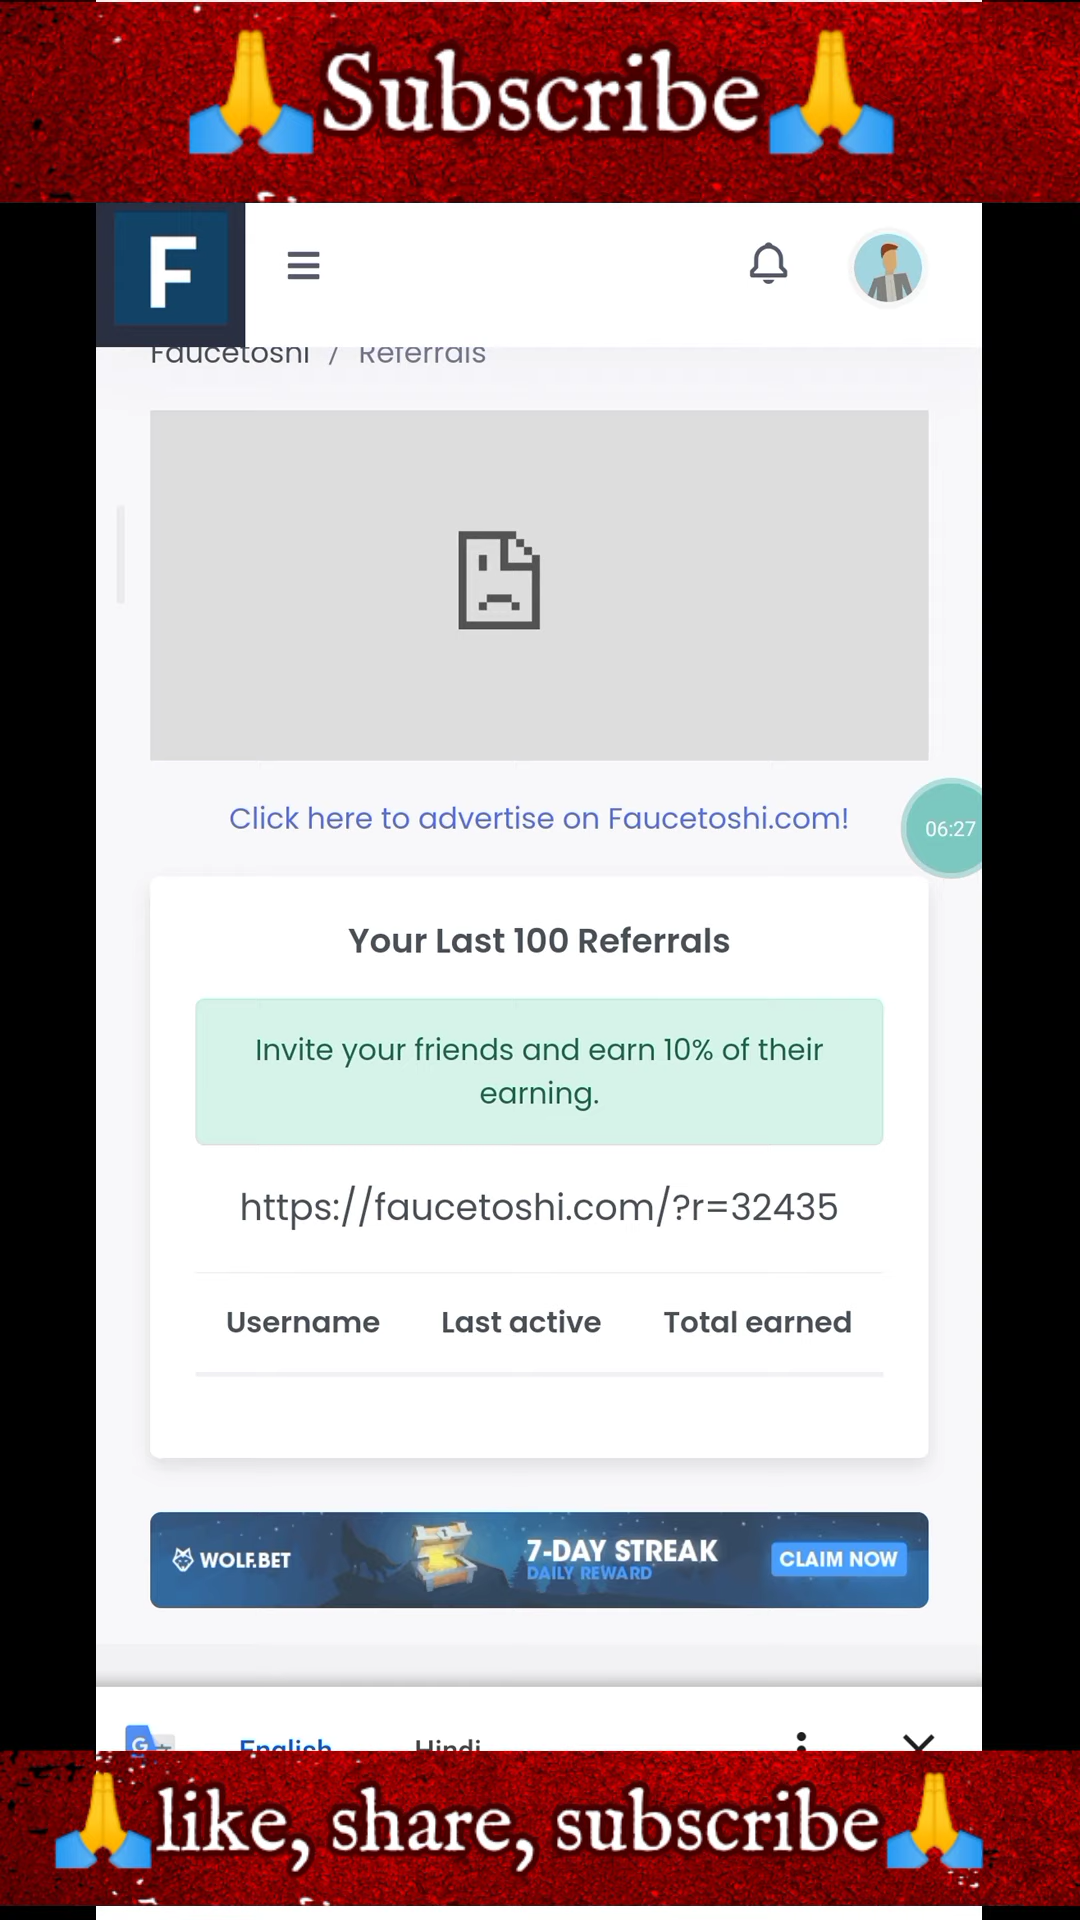 Subscribe
F
Faucetoshi / Referrals
Click here to advertise on Faucetoshi.com!
06:27
Your Last 100 Referrals
Invite your friends and earn 10% of their
earning.
https://faucetoshi.com/?r=32435
Username Last active Total earned
WOLF.BET 7-DAY STREAK CLAIM NOW
DAILY REWARD
G English Hindi
like, share, subscribe